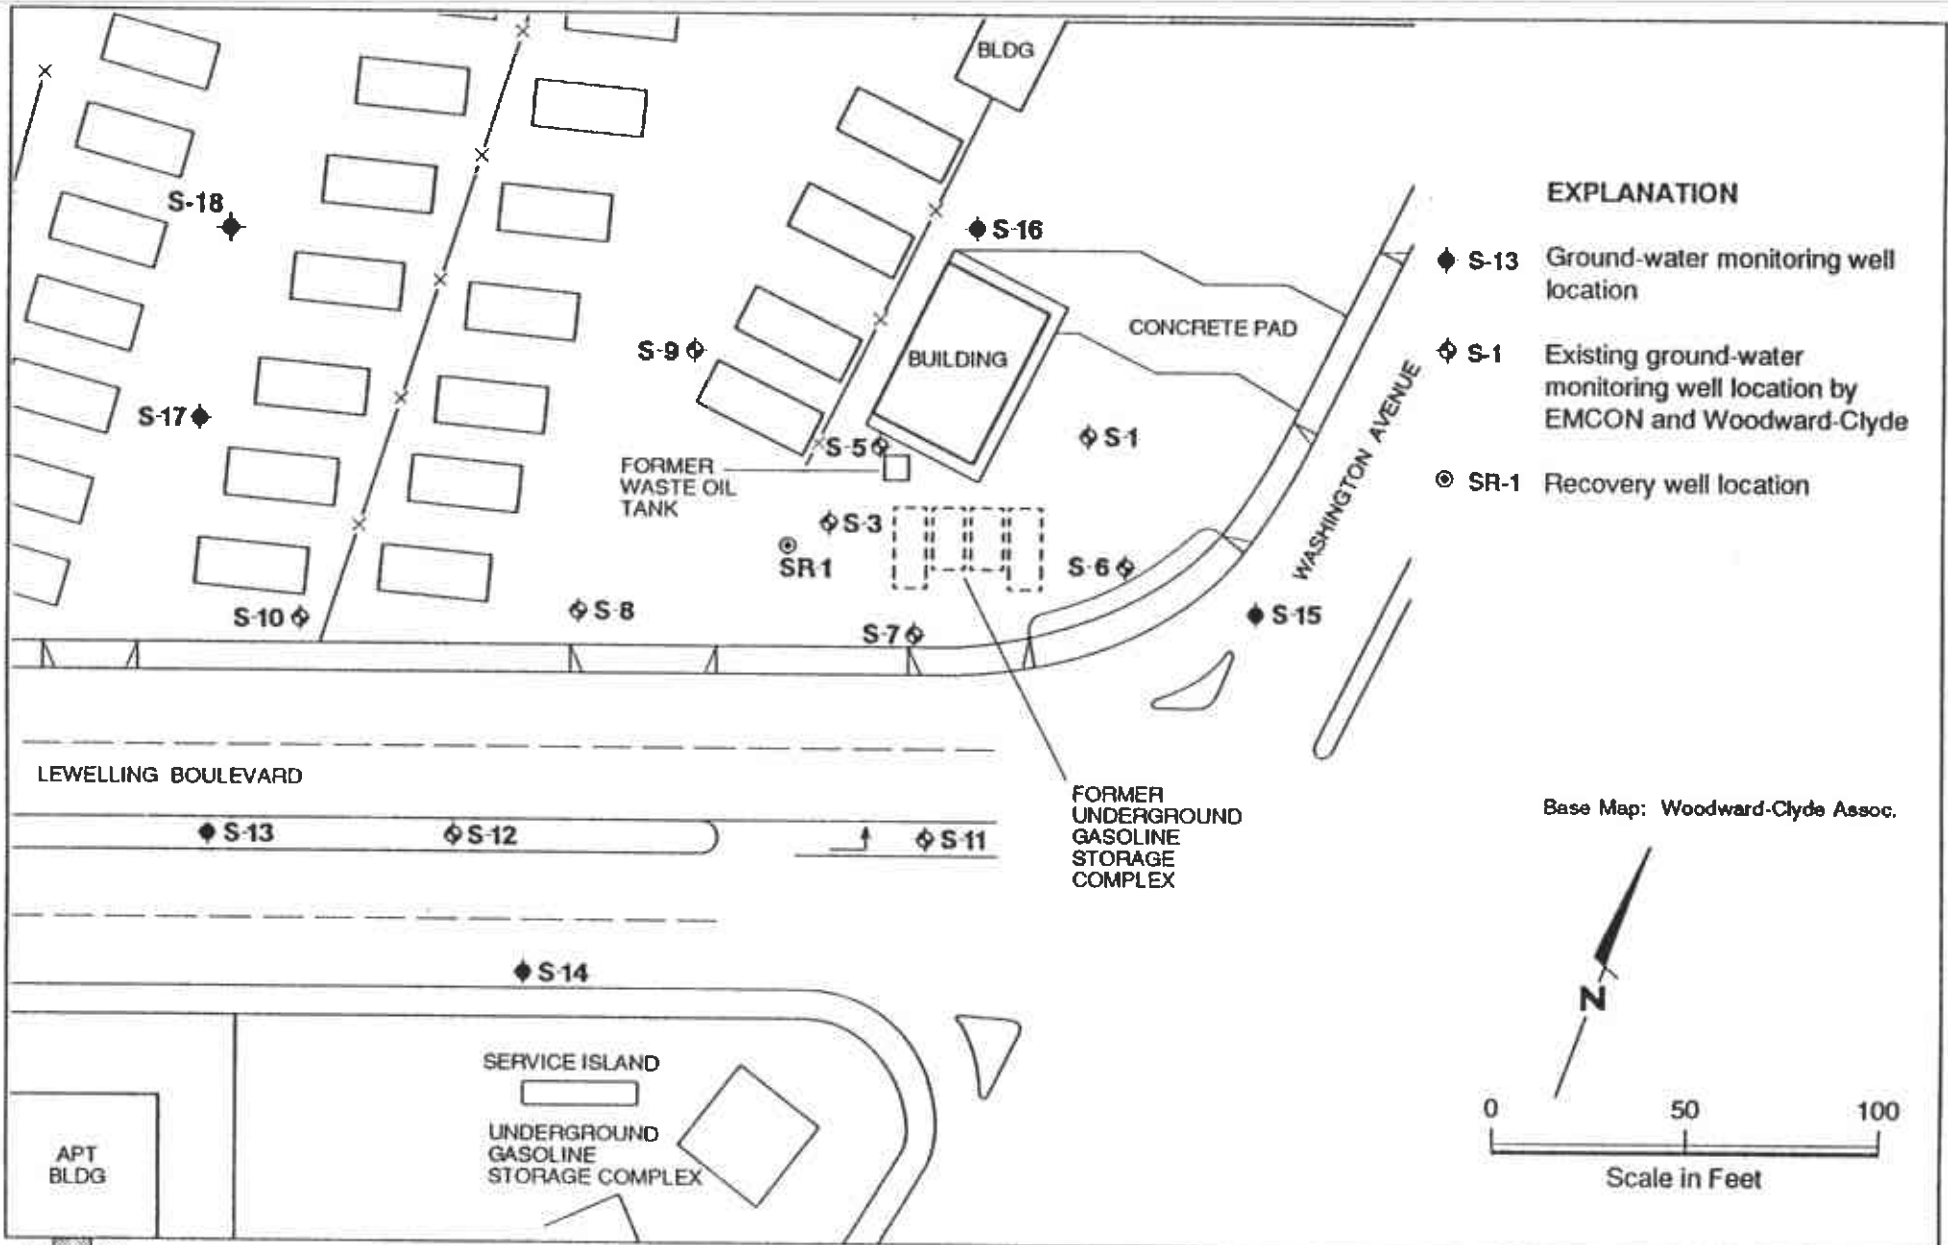 BLDG
S-18
S-16
EXPLANATION
S-13 Ground-water monitoring well
location
S-9
BUILDING
CONCRETE PAD
S-1 Existing ground-water
monitoring well location by
EMCON and Woodward-Clyde
WASHINGTON AVENUE
S-17
S-5
S-1
FORMER
WASTE OIL
TANK
SR-1 Recovery well location
S-3
SR-1
S-6
S-10
S-8
S-7
S-15
LEWELLING BOULEVARD
FORMER
UNDERGROUND
GASOLINE
STORAGE
COMPLEX
Base Map: Woodward-Clyde Assoc.
S-13
S-12
S-11
S-14
N
SERVICE ISLAND
UNDERGROUND
GASOLINE
STORAGE COMPLEX
APT
BLDG
0 50 100
Scale in Feet